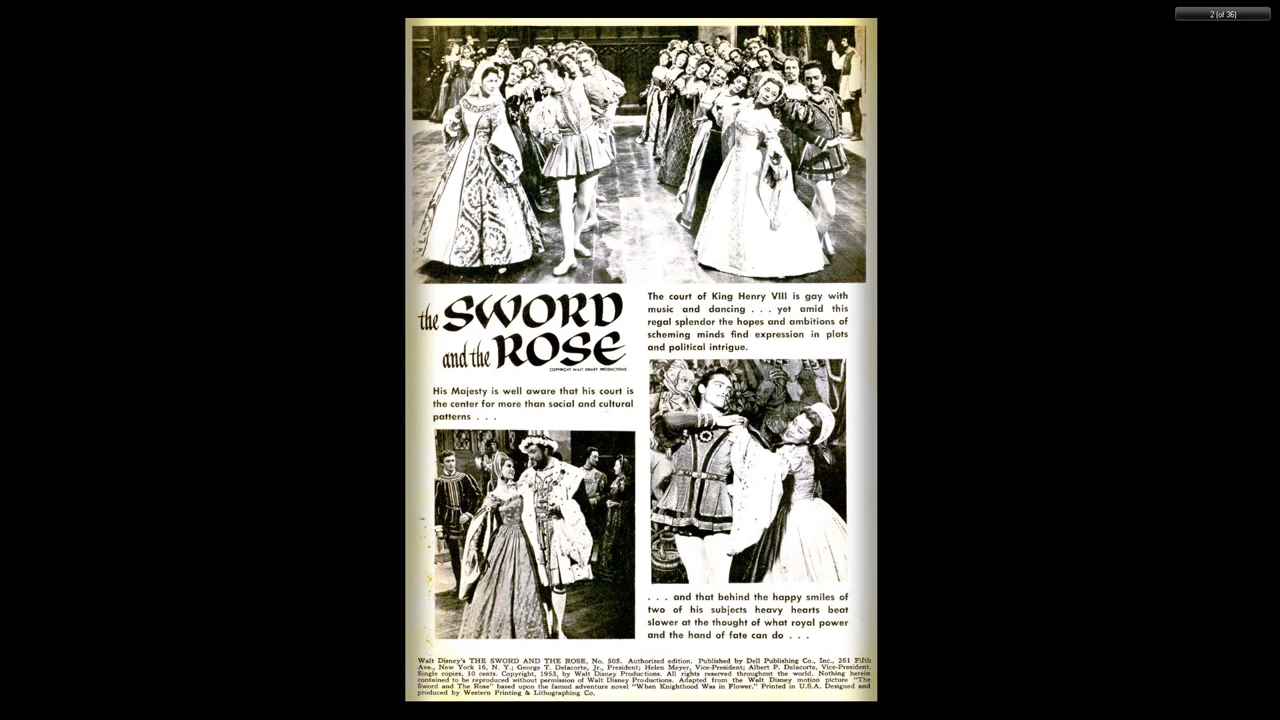 2 (of 36)
the SWORD
and the ROSE
COPYRIGHT WALT DISNEY PRODUCTIONS
His Majesty is well aware that his court is
the center for more than social and cultural
patterns . . .
The court of King Henry VIII is gay with
music and dancing . . . yet amid this
regal splendor the hopes and ambitions of
scheming minds find expression in plots
and political intrigue.
. . . and that behind the happy smiles of
two of his subjects heavy hearts beat
slower at the thought of what royal power
and the hand of fate can do . . .
Walt Disney's THE SWORD AND THE ROSE, No. 505. Authorized edition. Published by Dell Publishing Co., Inc., 261 Fifth
Ave., New York 16, N. Y.; George T. Delacorte, Jr., President; Helen Meyer, Vice-President; Albert P. Delacorte, Vice-President.
Single copies, 10 cents. Copyright, 1953, by Walt Disney Productions. All rights reserved throughout the world. Nothing herein
contained to be reproduced without permission of Walt Disney Productions. Adapted from the Walt Disney motion picture "The
Sword and The Rose" based upon the famed adventure novel "When Knighthood Was in Flower." Printed in U.S.A. Designed and
produced by Western Printing & Lithographing Co.